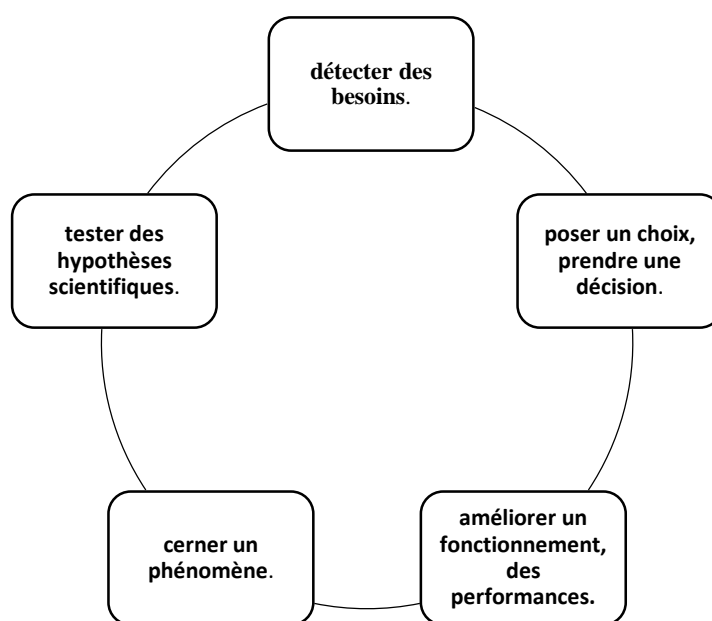 détecter des
besoins.
poser un choix,
prendre une
décision.
améliorer un
fonctionnement,
des
performances.
cerner un
phénomène.
tester des
hypothèses
scientifiques.